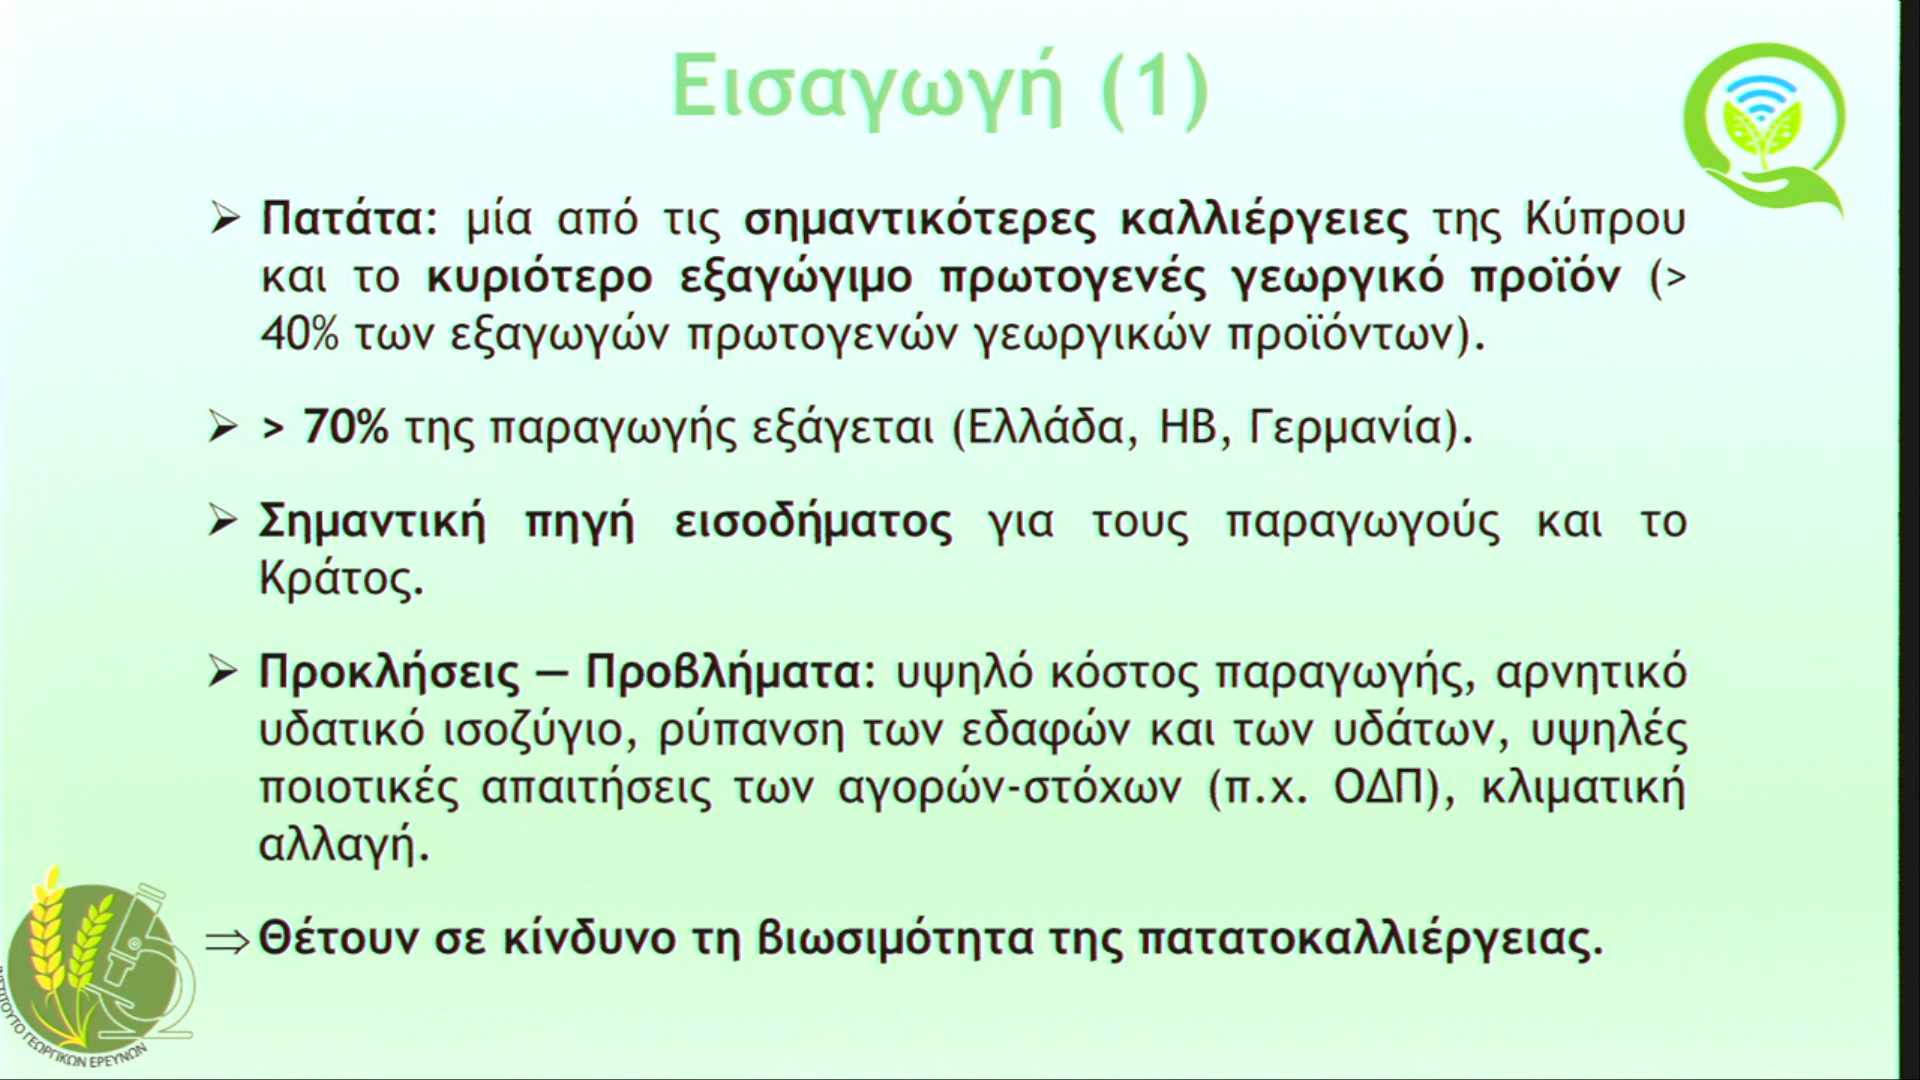 Εισαγωγή (1)
➢ Πατάτα: μία από τις σημαντικότερες καλλιέργειες της Κύπρου
και το κυριότερο εξαγώγιμο πρωτογενές γεωργικό προϊόν (>
40% των εξαγωγών πρωτογενών γεωργικών προϊόντων).
➢ > 70% της παραγωγής εξάγεται (Ελλάδα, ΗΒ, Γερμανία).
➢ Σημαντική πηγή εισοδήματος για τους παραγωγούς και το
Κράτος.
➢ Προκλήσεις – Προβλήματα: υψηλό κόστος παραγωγής, αρνητικό
υδατικό ισοζύγιο, ρύπανση των εδαφών και των υδάτων, υψηλές
ποιοτικές απαιτήσεις των αγορών-στόχων (π.χ. ΟΔΠ), κλιματική
αλλαγή.
⇒ Θέτουν σε κίνδυνο τη βιωσιμότητα της πατατοκαλλιέργειας.
ΙΝΣΤΙΤΟΥΤΟ ΓΕΩΡΓΙΚΩΝ ΕΡΕΥΝΩΝ